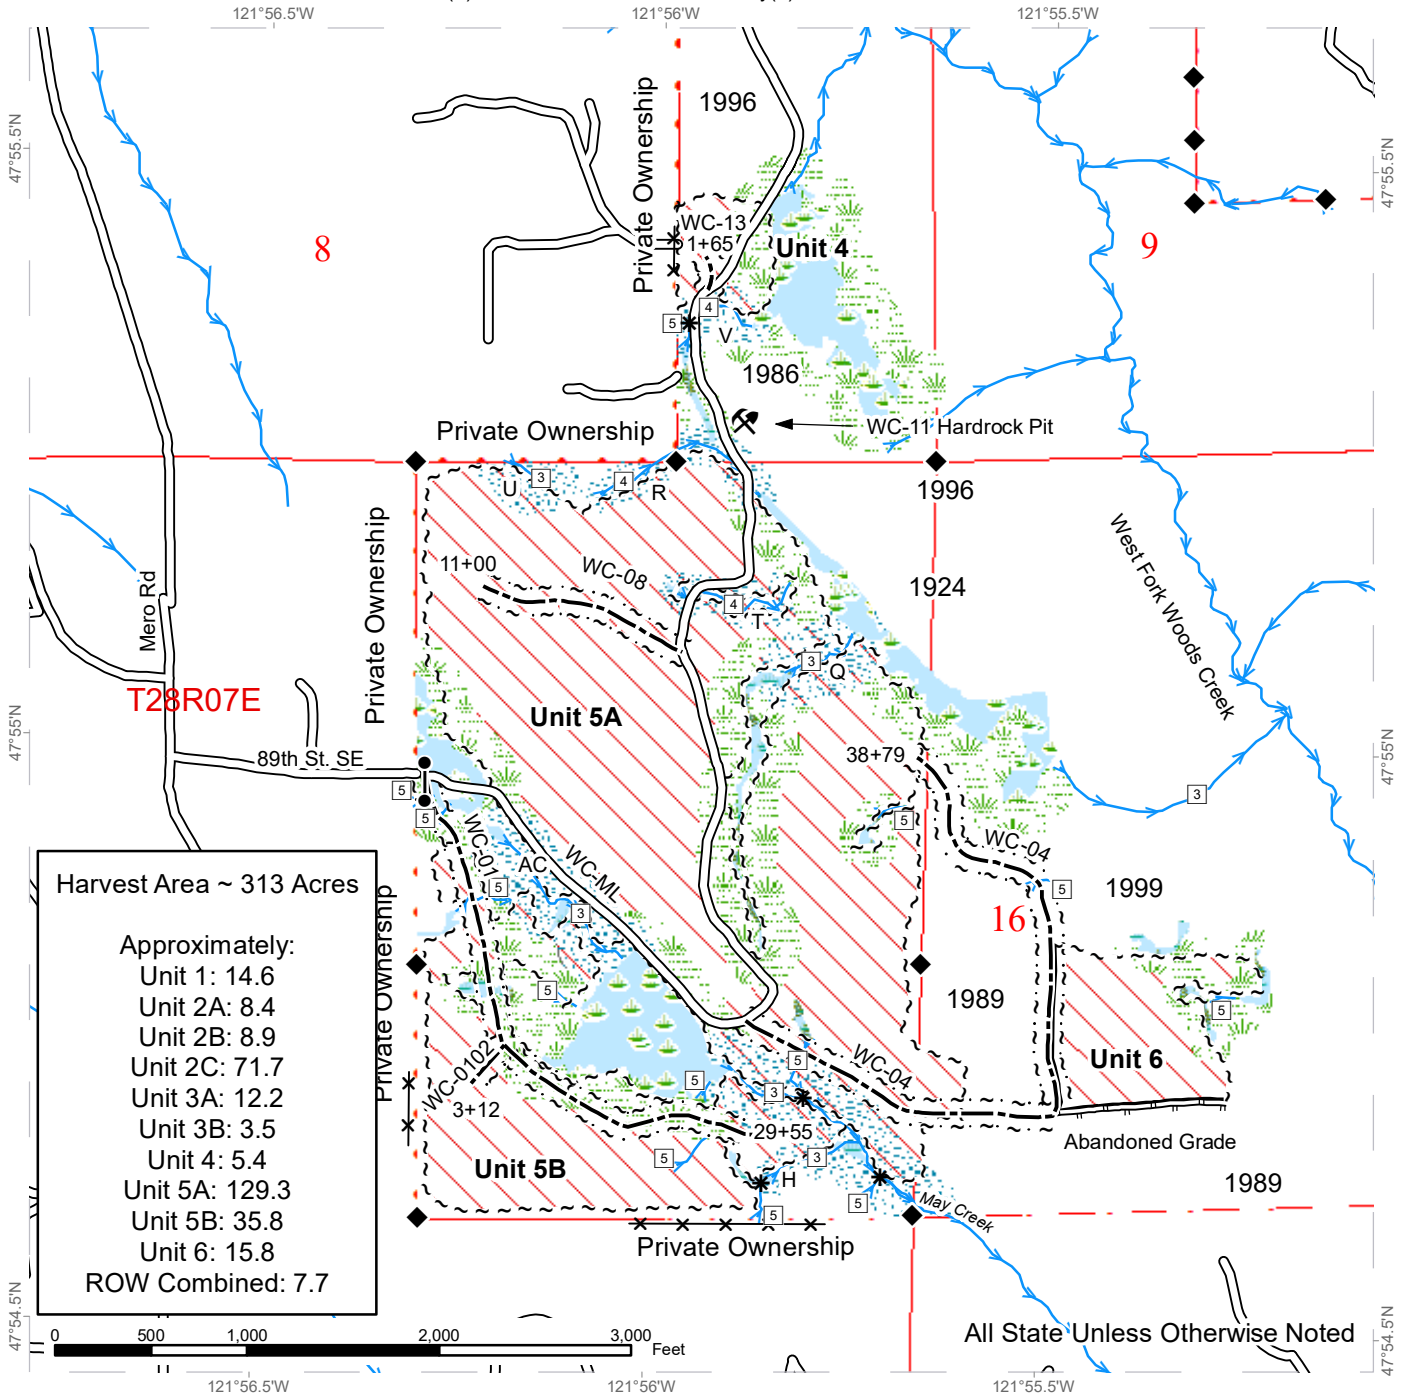 121°56.5'W
121°56'W
121°55.5'W
47°55.5'N
47°55.5'N
1996
Private Ownership
WC-13
1+65
Unit 4
8
9
4
5
V
1986
WC-11 Hardrock Pit
Private Ownership
3
4
U
R
1996
West Fork Woods Creek
Private Ownership
11+00
WC-08
1924
4
T
Mero Rd
3
Q
T28R07E
Unit 5A
47°55'N
47°55'N
38+79
89th St. SE
5
3
5
5
WC-01
AC
WC-ML
WC-04
5
3
5
1999
16
Private Ownership
5
1989
5
Unit 6
WC-0102
3+12
5
5
3
WC-04
29+55
Abandoned Grade
5
3
Unit 5B
H
5
5
May Creek
1989
Private Ownership
Harvest Area ~ 313 Acres
Approximately:
Unit 1: 14.6
Unit 2A: 8.4
Unit 2B: 8.9
Unit 2C: 71.7
Unit 3A: 12.2
Unit 3B: 3.5
Unit 4: 5.4
Unit 5A: 129.3
Unit 5B: 35.8
Unit 6: 15.8
ROW Combined: 7.7
47°54.5'N
47°54.5'N
0 500 1,000 2,000 3,000
Feet
All State Unless Otherwise Noted
121°56.5'W
121°56'W
121°55.5'W